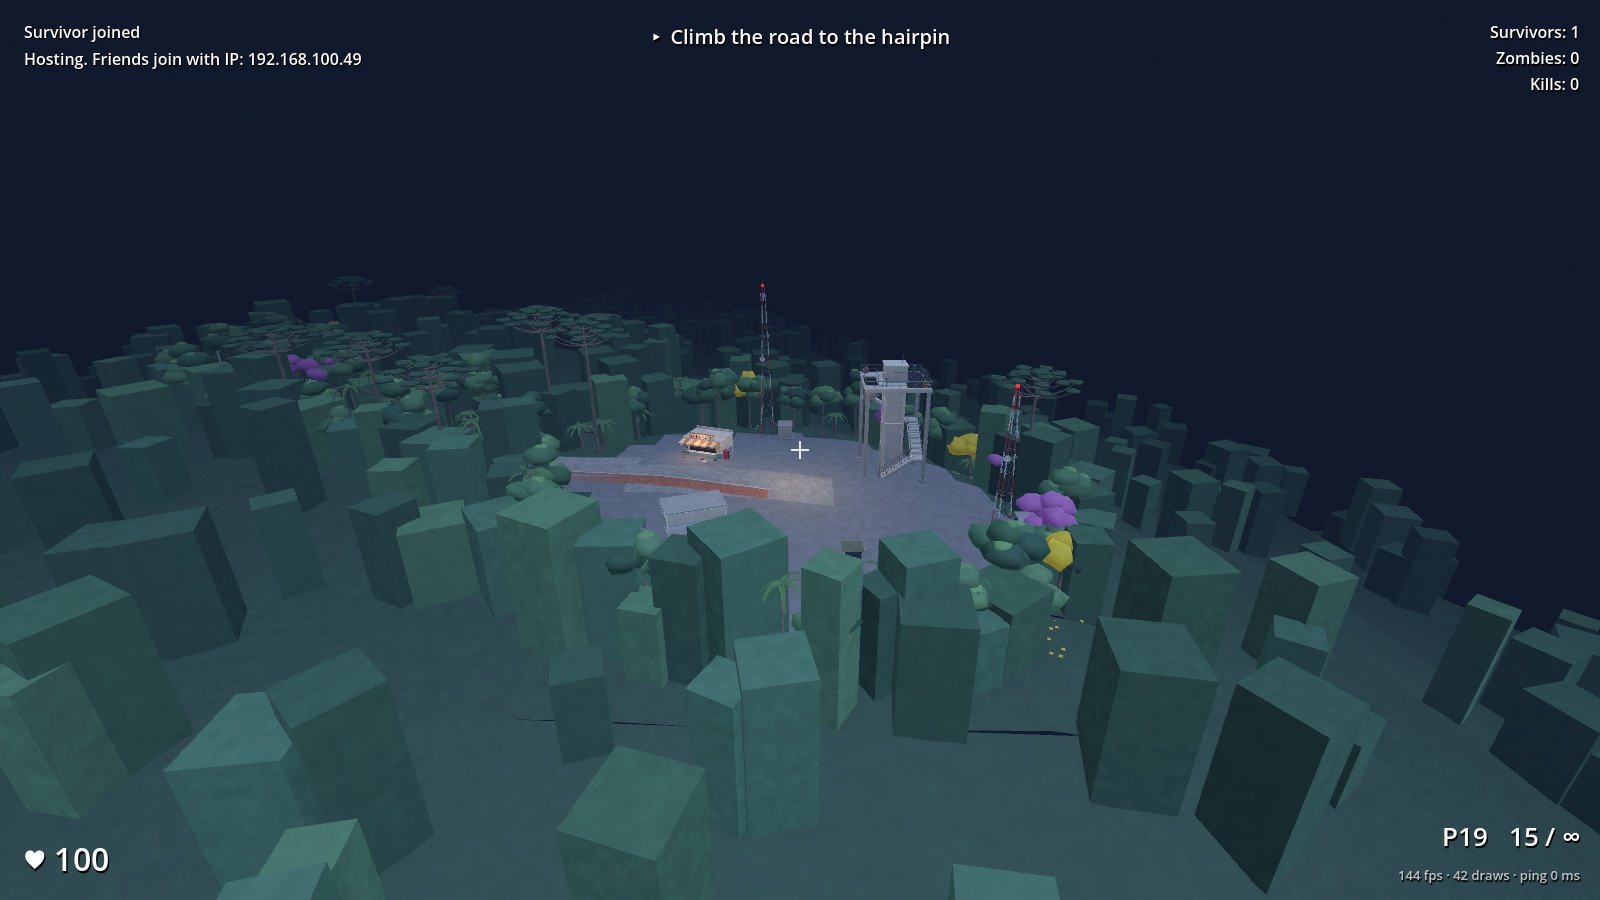 Survivor joined
Hosting. Friends join with IP: 192.168.100.49
▸ Climb the road to the hairpin
Survivors: 1
Zombies: 0
Kills: 0
100
P19 15 / ∞
144 fps · 42 draws · ping 0 ms